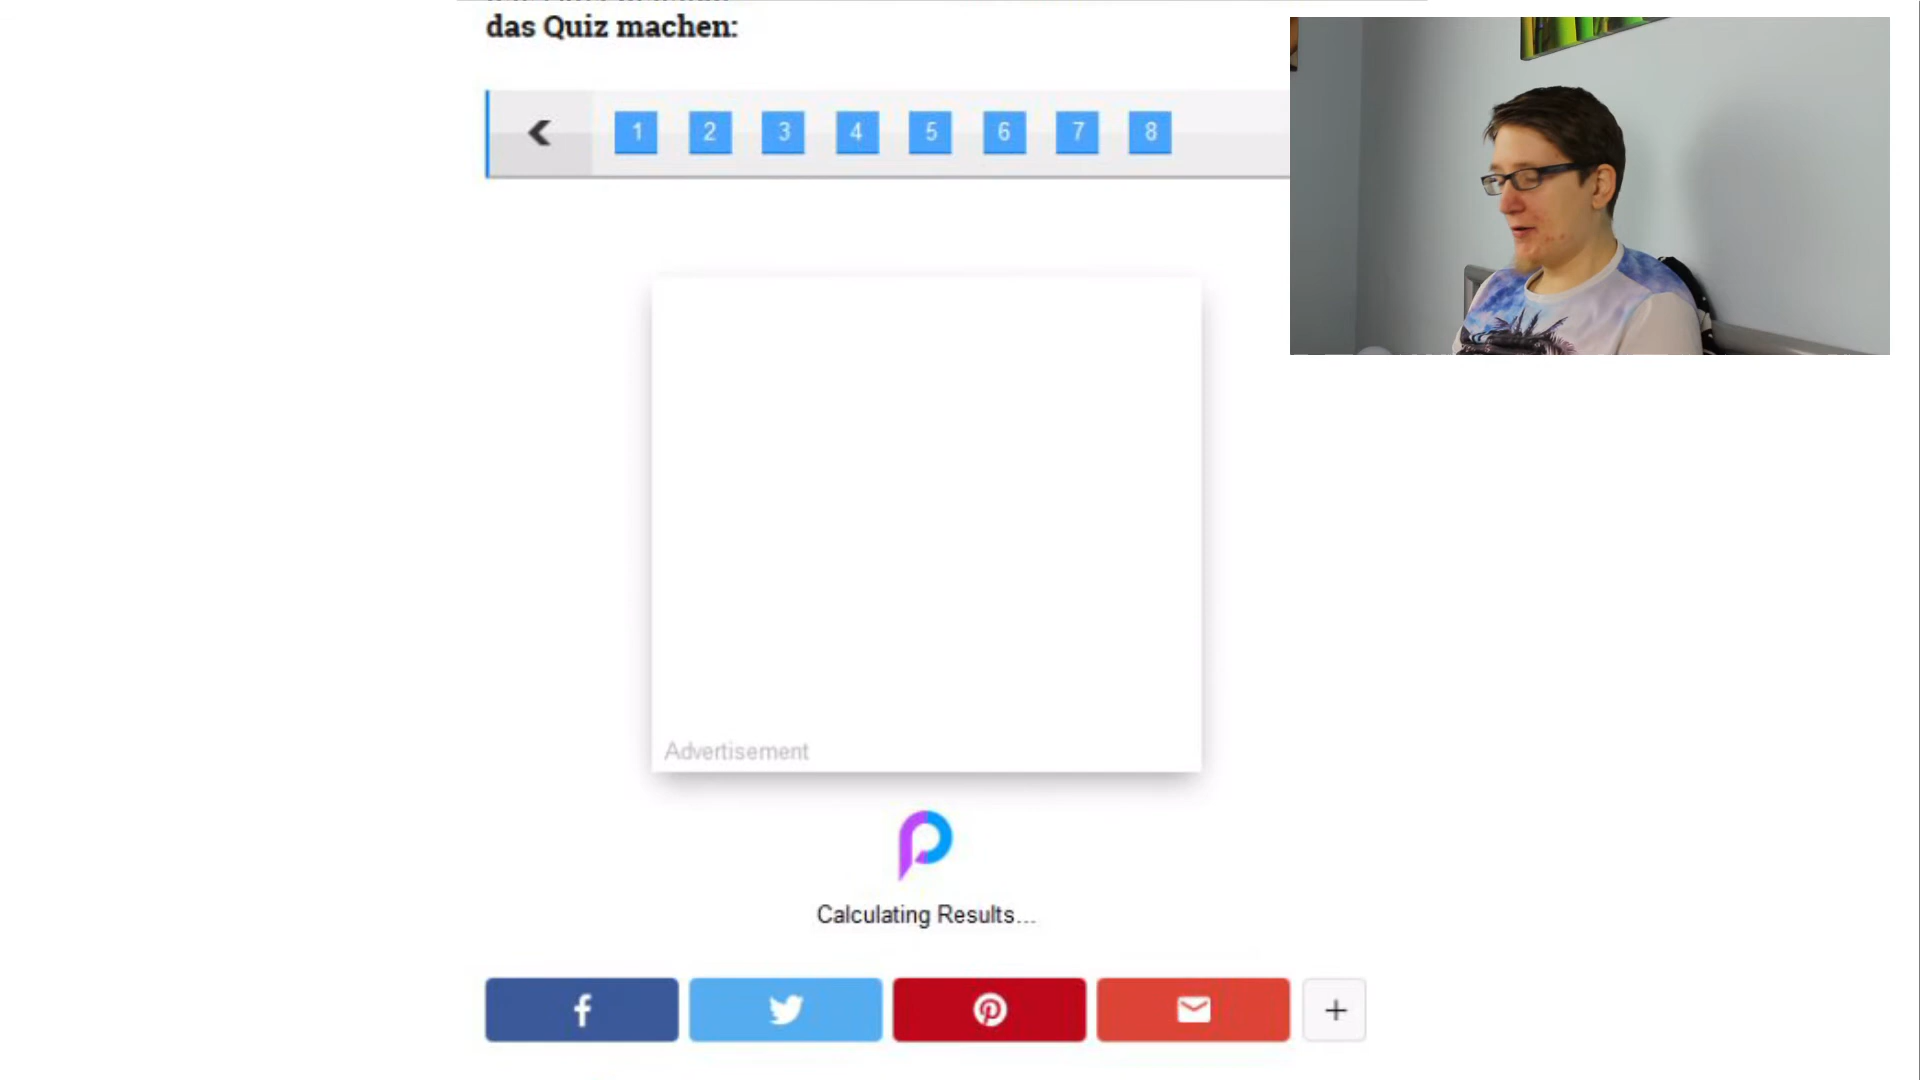 das Quiz machen:
1 2 3 4 5 6 7 8
Advertisement
Calculating Results...